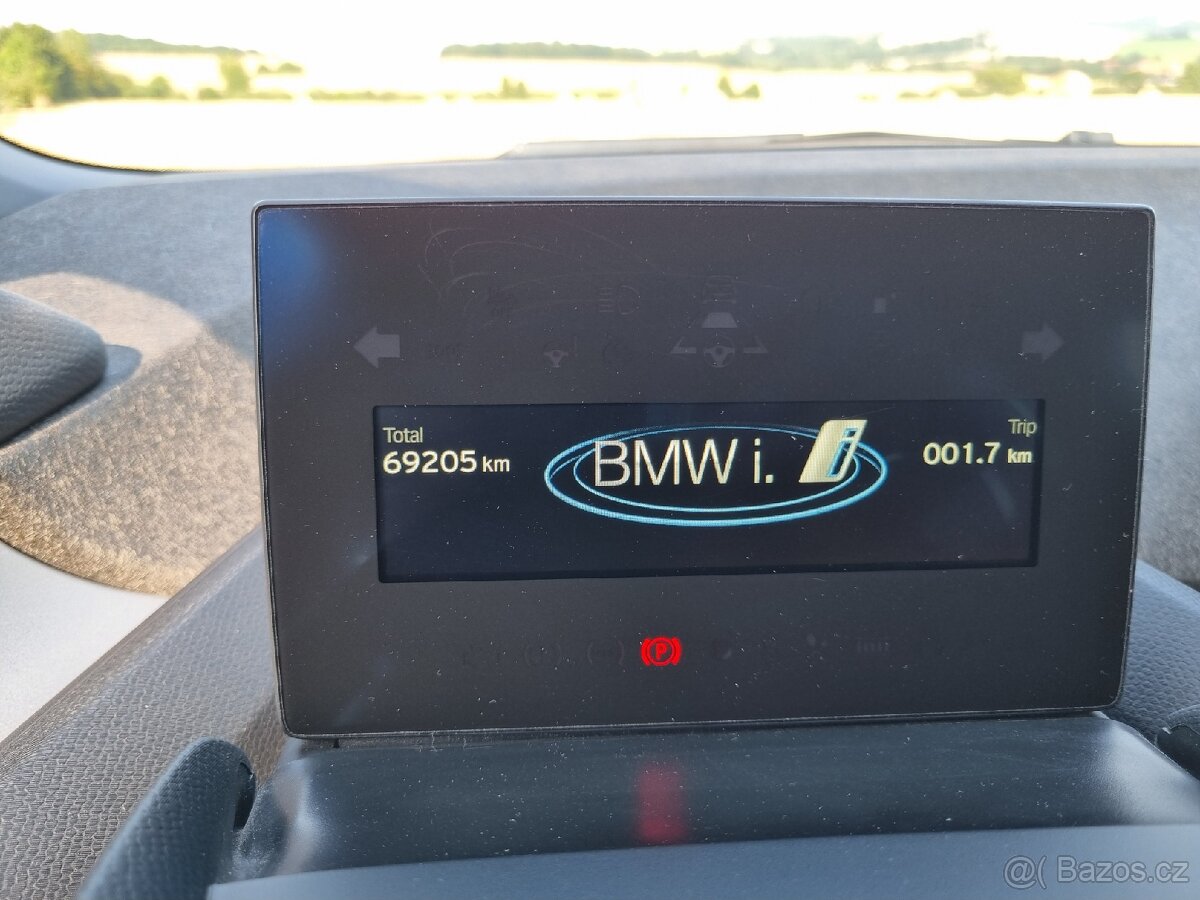 Total
69205 km
BMW i. i
Trip
001.7 km
P
@( Bazos.cz